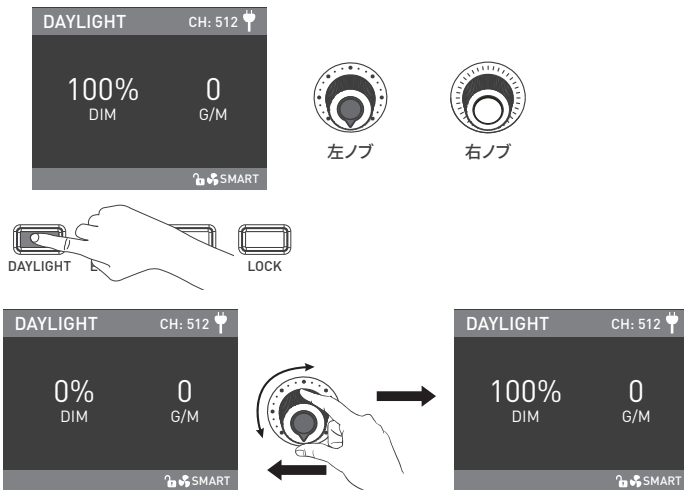 DAYLIGHT CH: 512
100% 0
DIM G/M
SMART
左ノブ 右ノブ
DAYLIGHT LOCK
DAYLIGHT CH: 512
0% 0
DIM G/M
SMART
DAYLIGHT CH: 512
100% 0
DIM G/M
SMART